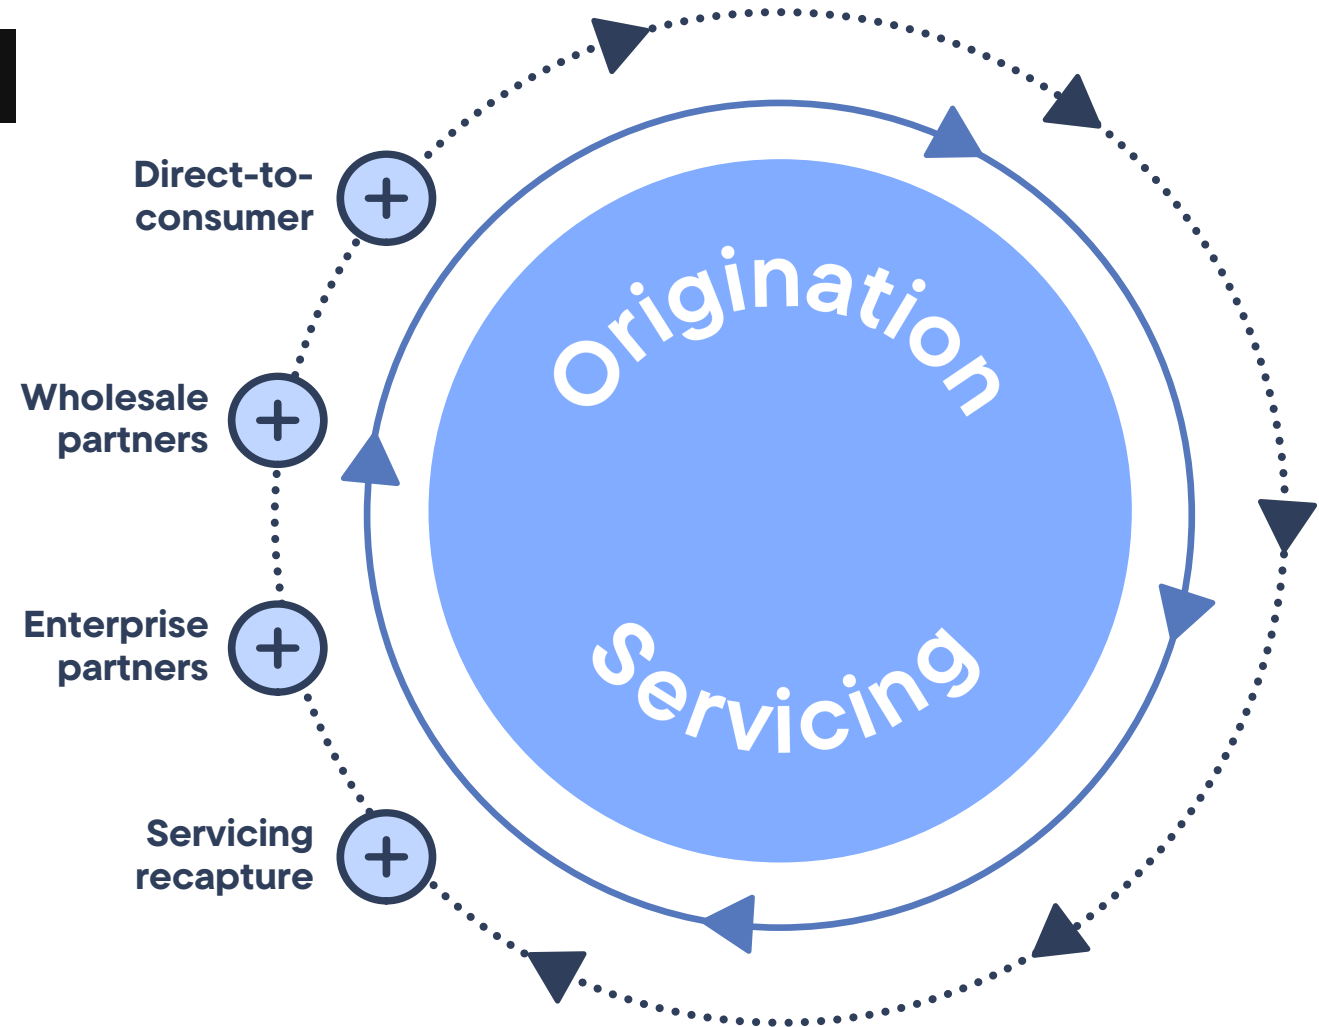 Direct-to-
consumer
Origination
Wholesale
partners
Enterprise
partners
Servicing
Servicing
recapture